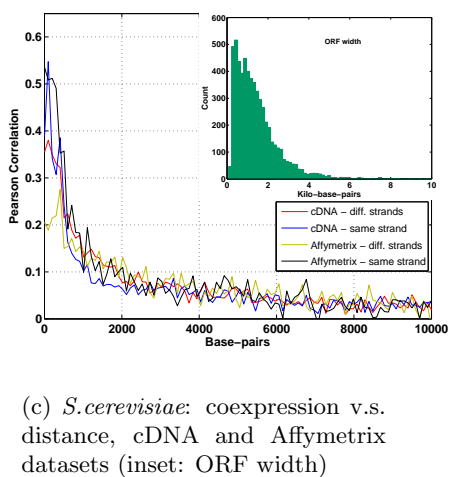 0.6
0.5
0.4
0.3
0.2
0.1
0
Pearson Correlation
0 2000 4000 6000 8000 10000
Base−pairs
600
500
400
300
200
100
0
Count
ORF width
0 2 4 6 8 10
Kilo−base−pairs
cDNA − diff. strands
cDNA − same strand
Affymetrix − diff. strands
Affymetrix − same strand
(c) S.cerevisiae: coexpression v.s.
distance, cDNA and Affymetrix
datasets (inset: ORF width)